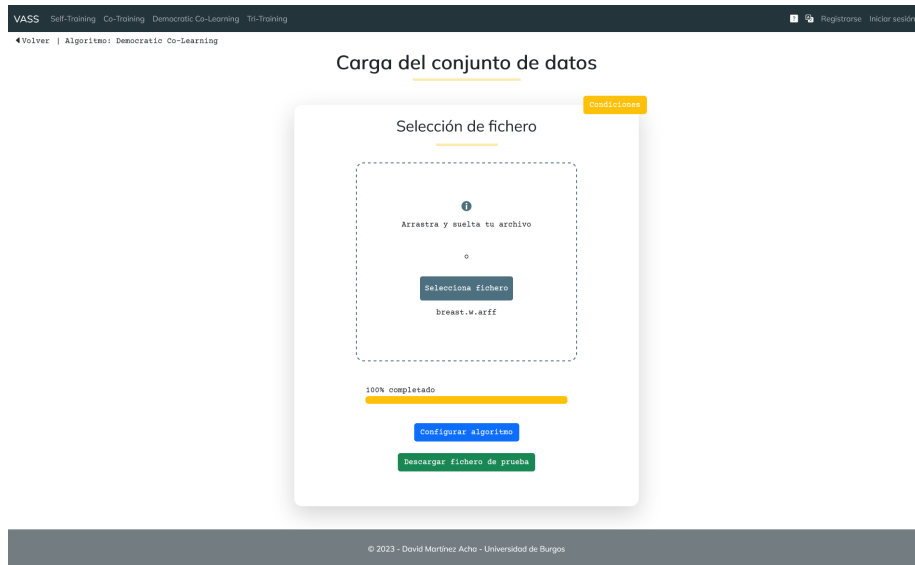 VASS Self-Training Co-Training Democratic Co-Learning Tri-Training Registrarse Iniciar sesión
Volver | Algoritmo: Democratic Co-Learning
Carga del conjunto de datos
Condiciones
Selección de fichero
Arrastra y suelta tu archivo
o
Selecciona fichero
breast.w.arff
100% completado
Configurar algoritmo
Descargar fichero de prueba
© 2023 - David Martínez Acha - Universidad de Burgos